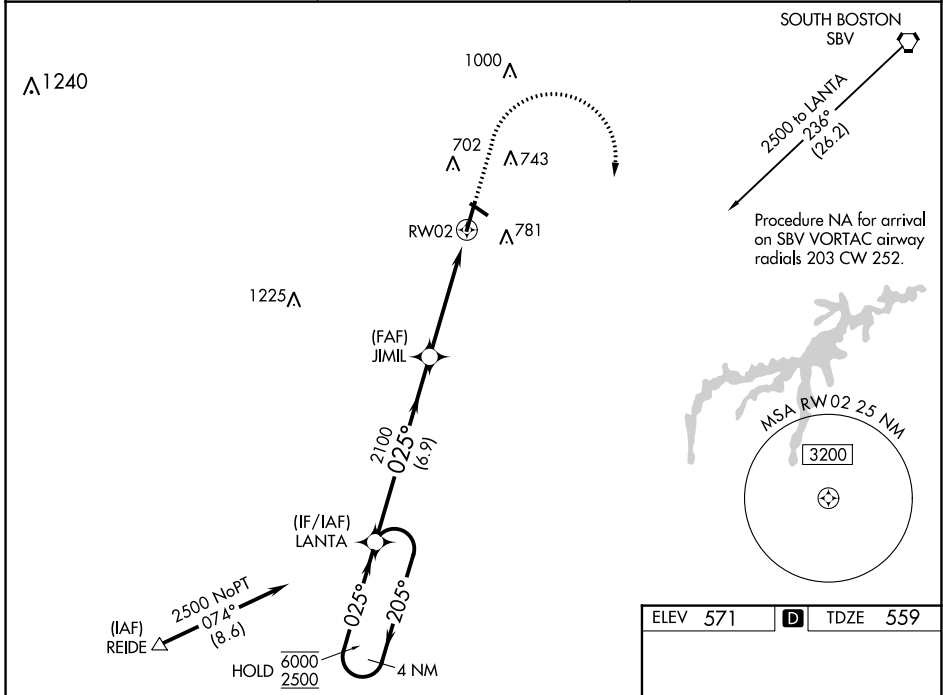 SOUTH BOSTON
SBV
1240
1000
2500 to LANTA
236°
(26.2)
702
743
RW02
781
Procedure NA for arrival
on SBV VORTAC airway
radials 203 CW 252.
1225
(FAF)
JIMIL
MSA RW02 25 NM
3200
2100
025°
(6.9)
(IF/IAF)
LANTA
025°
205°
2500 NoPT
074°
(8.6)
(IAF)
REIDE
HOLD
6000
2500
4 NM
ELEV 571 D TDZE 559